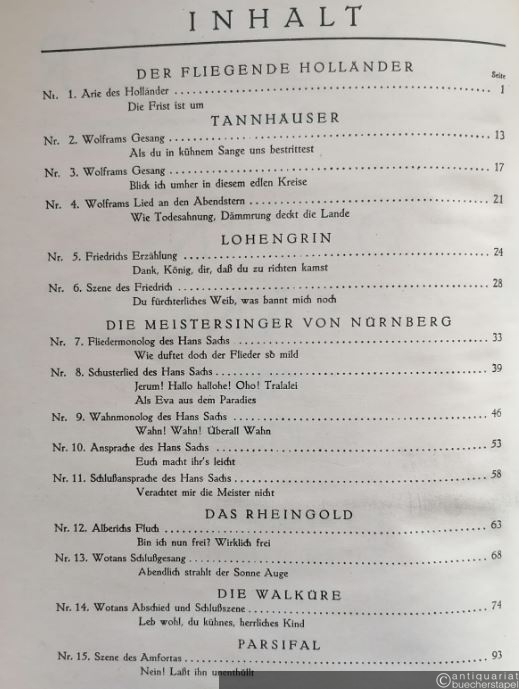 INHALT
DER FLIEGENDE HOLLÄNDER
Seite
Nr. 1. Arie des Holländer 1
Die Frist ist um
TANNHÄUSER
Nr. 2. Wolframs Gesang 13
Als du in kühnem Sange uns bestrittest
Nr. 3. Wolframs Gesang 17
Blick ich umher in diesem edlen Kreise
Nr. 4. Wolframs Lied an den Abendstern 21
Wie Todesahnung, Dämmrung deckt die Lande
LOHENGRIN
Nr. 5. Friedrichs Erzählung 24
Dank, König, dir, daß du zu richten kamst
Nr. 6. Szene des Friedrich 28
Du fürchterliches Weib, was bannt mich noch
DIE MEISTERSINGER VON NÜRNBERG
Nr. 7. Fliedermonolog des Hans Sachs 33
Wie duftet doch der Flieder so mild
Nr. 8. Schusterlied des Hans Sachs 39
Jerum! Hallo hallohe! Oho! Tralalei
Als Eva aus dem Paradies
Nr. 9. Wahnmonolog des Hans Sachs 46
Wahn! Wahn! Überall Wahn
Nr. 10. Ansprache des Hans Sachs 53
Euch macht ihr's leicht
Nr. 11. Schlußansprache des Hans Sachs 58
Verachtet mir die Meister nicht
DAS RHEINGOLD
Nr. 12. Alberichs Fluch 63
Bin ich nun frei? Wirklich frei
Nr. 13. Wotans Schlußgesang 68
Abendlich strahlt der Sonne Auge
DIE WALKÜRE
Nr. 14. Wotans Abschied und Schlußszene 74
Leb wohl, du kühnes, herrliches Kind
PARSIFAL
Nr. 15. Szene des Amfortas 93
Nein! Laßt ihn unenthüllt
© antiquariat
buecherstapel